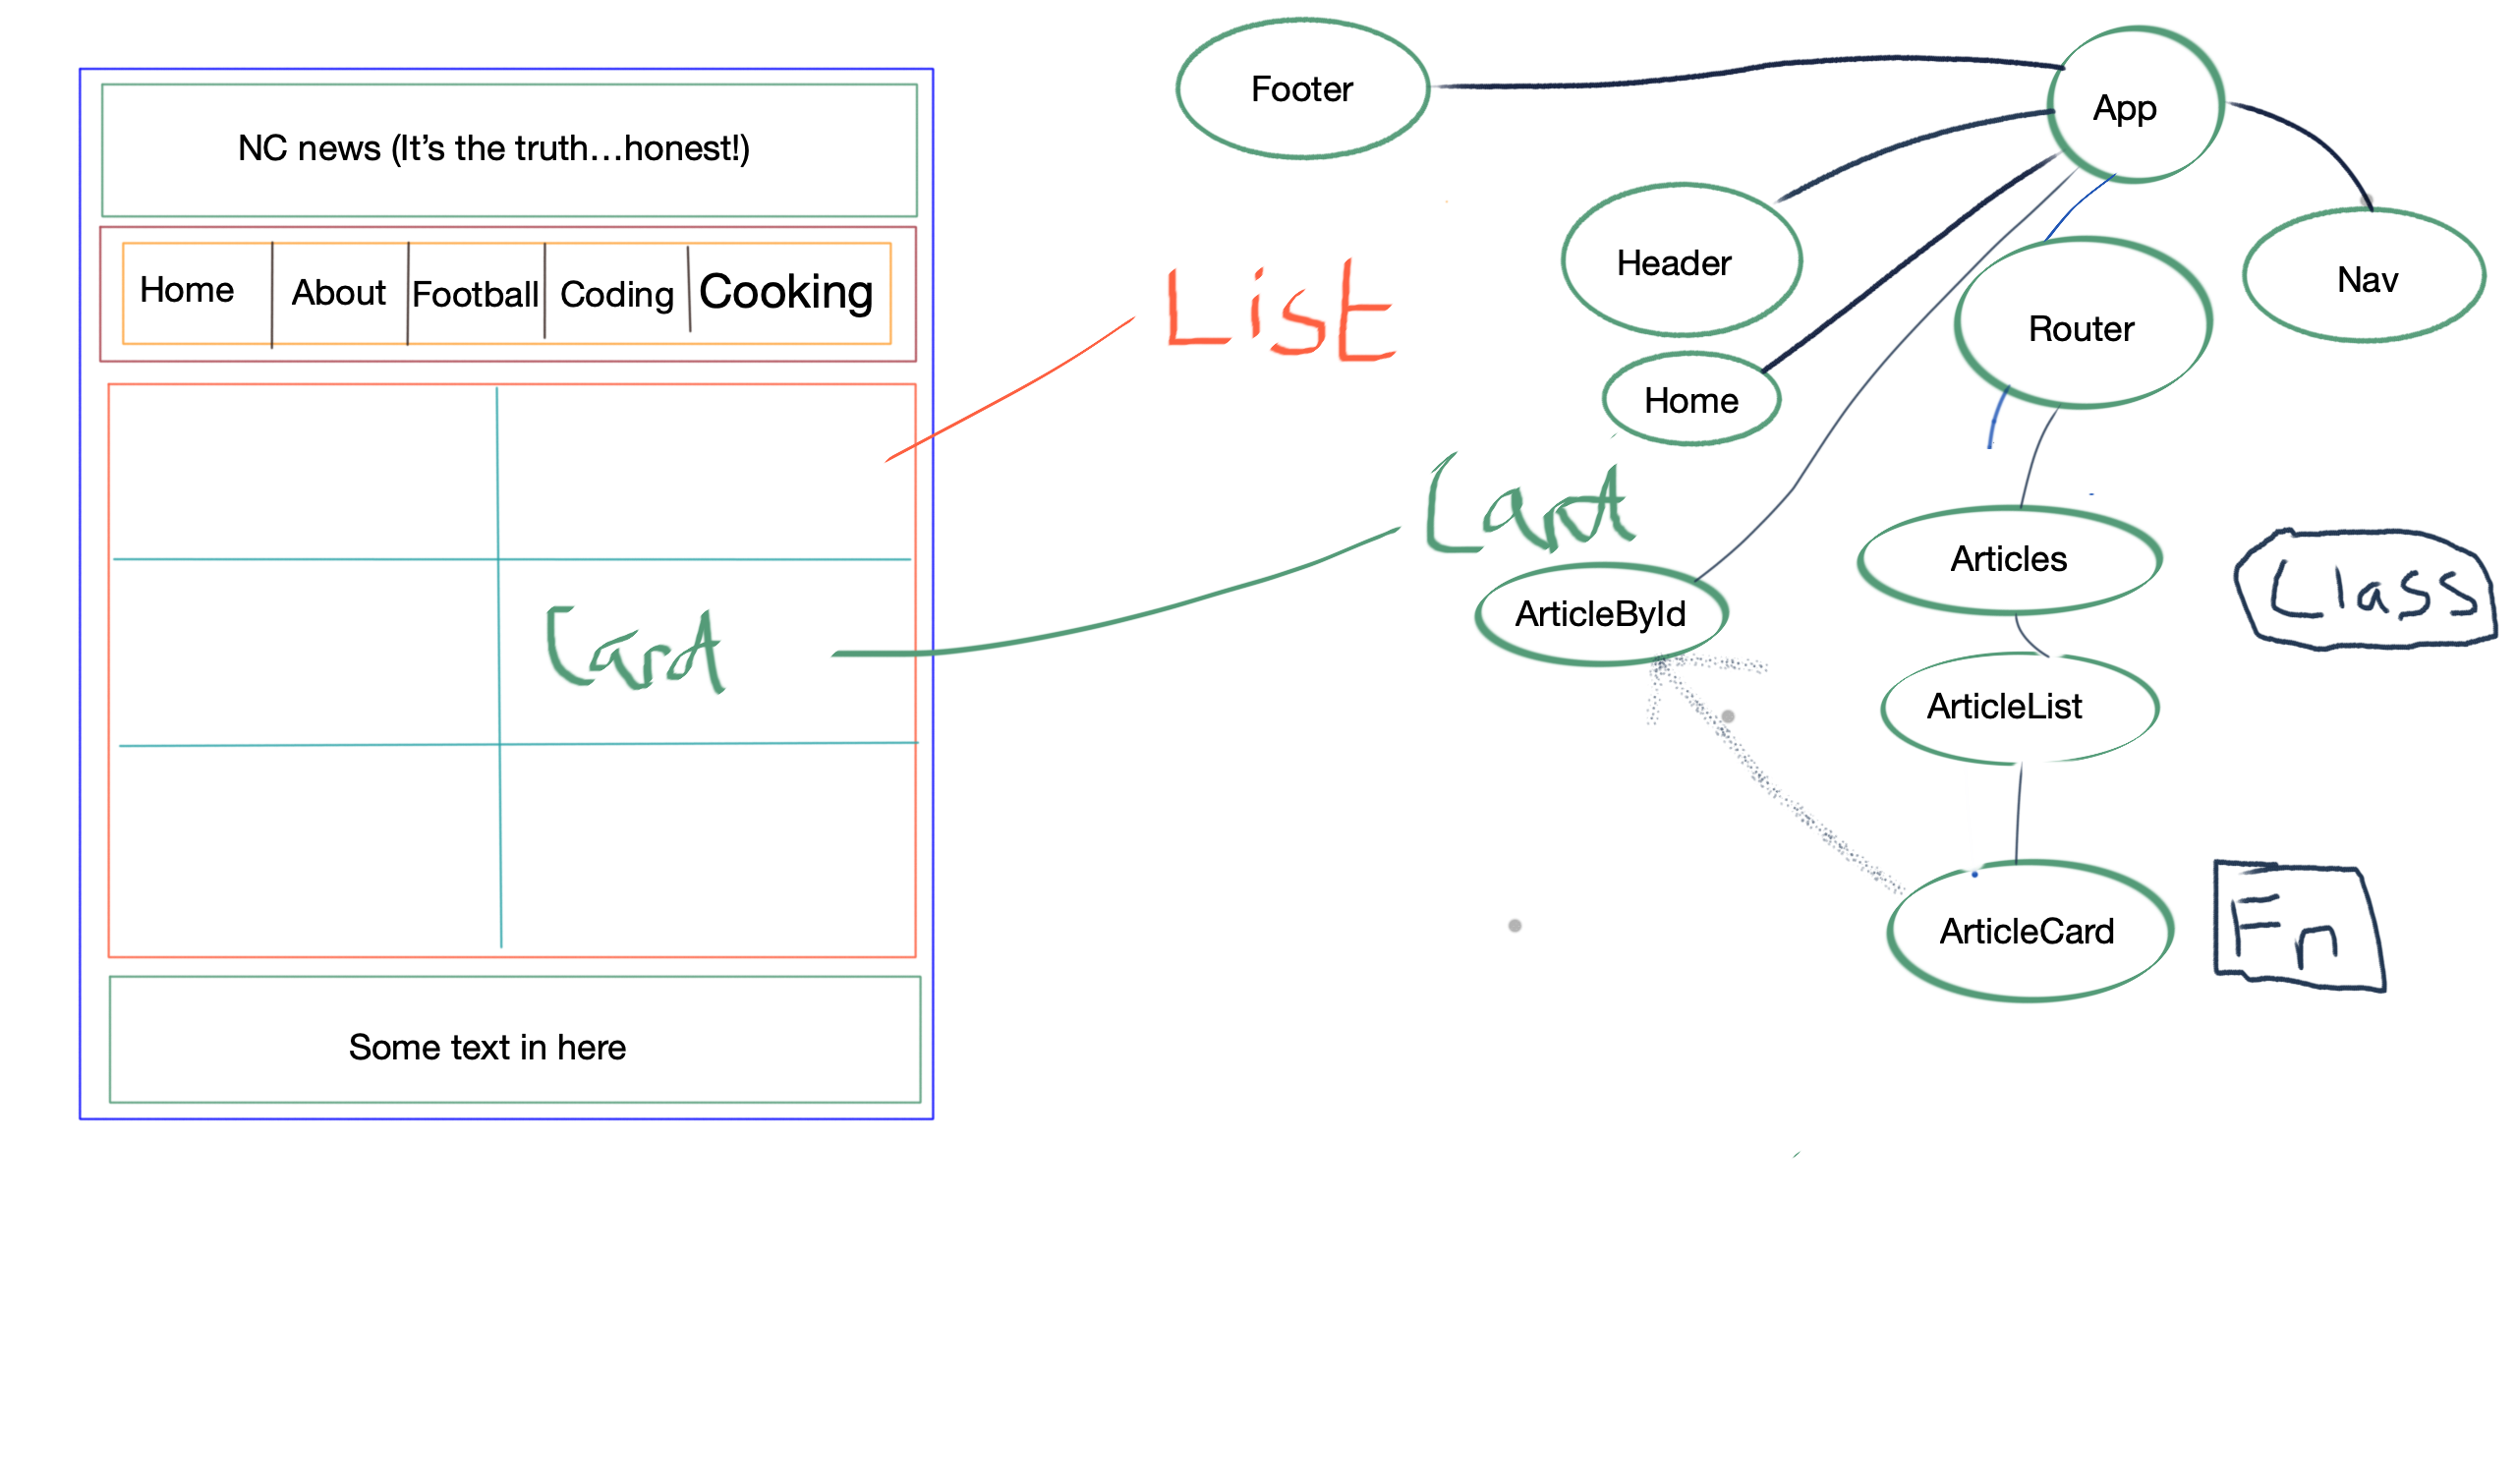 NC news (It’s the truth…honest!)
Home About Football Coding Cooking
Card
Some text in here
List
Card
Footer
App
Header
Nav
Router
Home
Articles
ArticleById
Class
ArticleList
ArticleCard
Fn